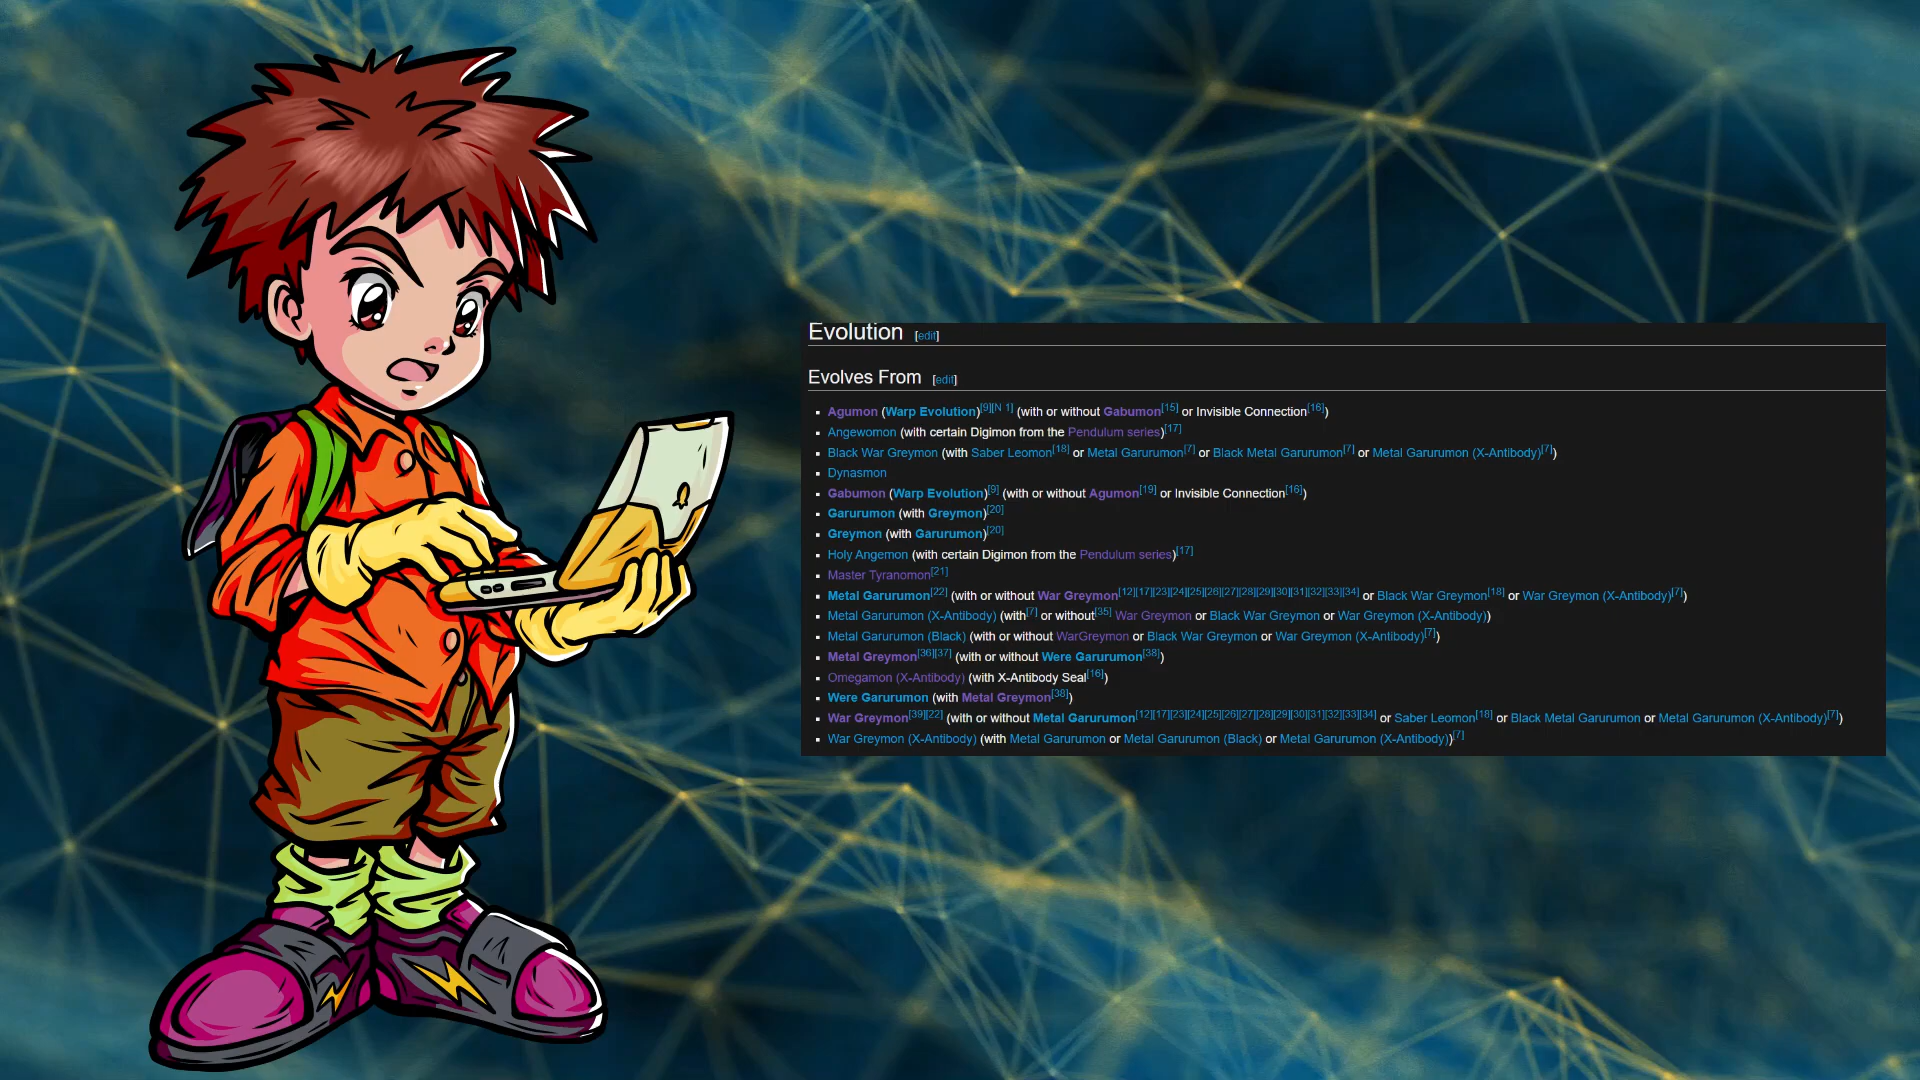 Evolution [edit]
Evolves From [edit]
Agumon (Warp Evolution)[9][N 1] (with or without Gabumon[15] or Invisible Connection[16])
Angewomon (with certain Digimon from the Pendulum series)[17]
Black War Greymon (with Saber Leomon[18] or Metal Garurumon[7] or Black Metal Garurumon[7] or Metal Garurumon (X-Antibody)[7])
Dynasmon
Gabumon (Warp Evolution)[9] (with or without Agumon[19] or Invisible Connection[16])
Garurumon (with Greymon)[20]
Greymon (with Garurumon)[20]
Holy Angemon (with certain Digimon from the Pendulum series)[17]
Master Tyranomon[21]
Metal Garurumon[22] (with or without War Greymon[12][17][23][24][25][26][27][28][29][30][31][32][33][34] or Black War Greymon[18] or War Greymon (X-Antibody)[7])
Metal Garurumon (X-Antibody) (with[7] or without[35] War Greymon or Black War Greymon or War Greymon (X-Antibody))
Metal Garurumon (Black) (with or without WarGreymon or Black War Greymon or War Greymon (X-Antibody)[7])
Metal Greymon[36][37] (with or without Were Garurumon[38])
Omegamon (X-Antibody) (with X-Antibody Seal[16])
Were Garurumon (with Metal Greymon[38])
War Greymon[39][22] (with or without Metal Garurumon[12][17][23][24][25][26][27][28][29][30][31][32][33][34] or Saber Leomon[18] or Black Metal Garurumon or Metal Garurumon (X-Antibody)[7])
War Greymon (X-Antibody) (with Metal Garurumon or Metal Garurumon (Black) or Metal Garurumon (X-Antibody))[7]